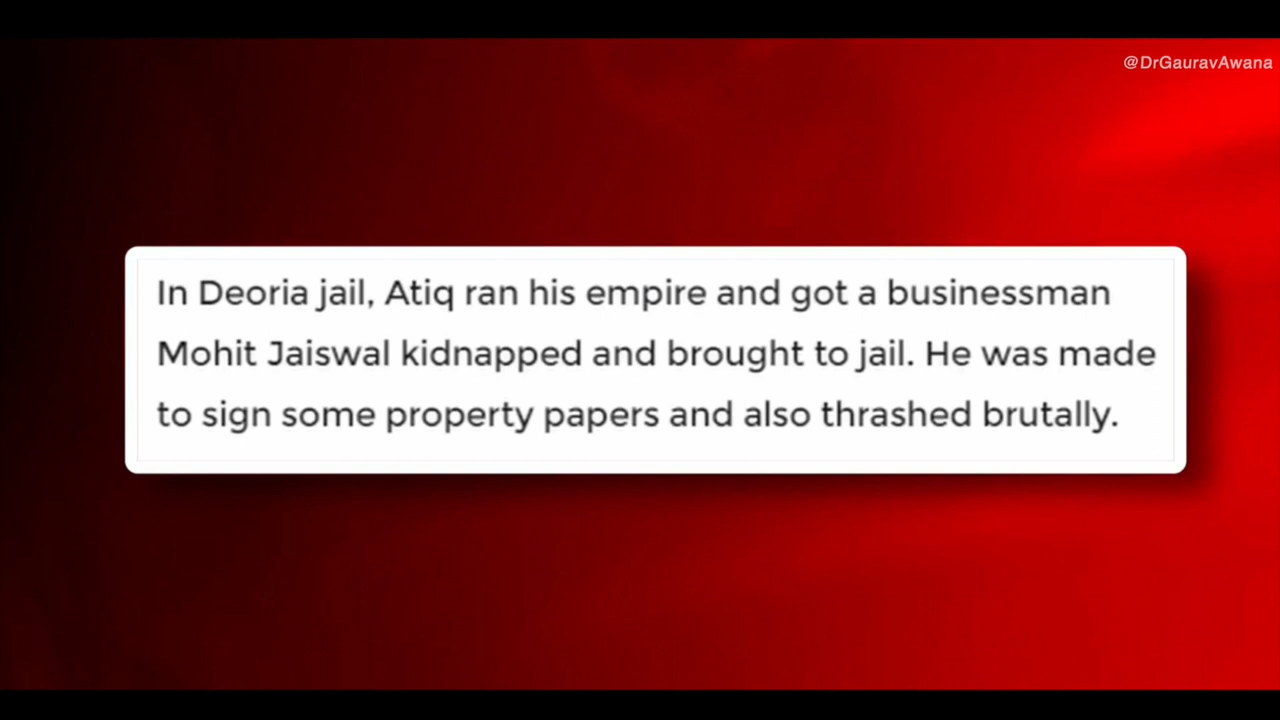 @DrGauravAwana
In Deoria jail, Atiq ran his empire and got a businessman
Mohit Jaiswal kidnapped and brought to jail. He was made
to sign some property papers and also thrashed brutally.